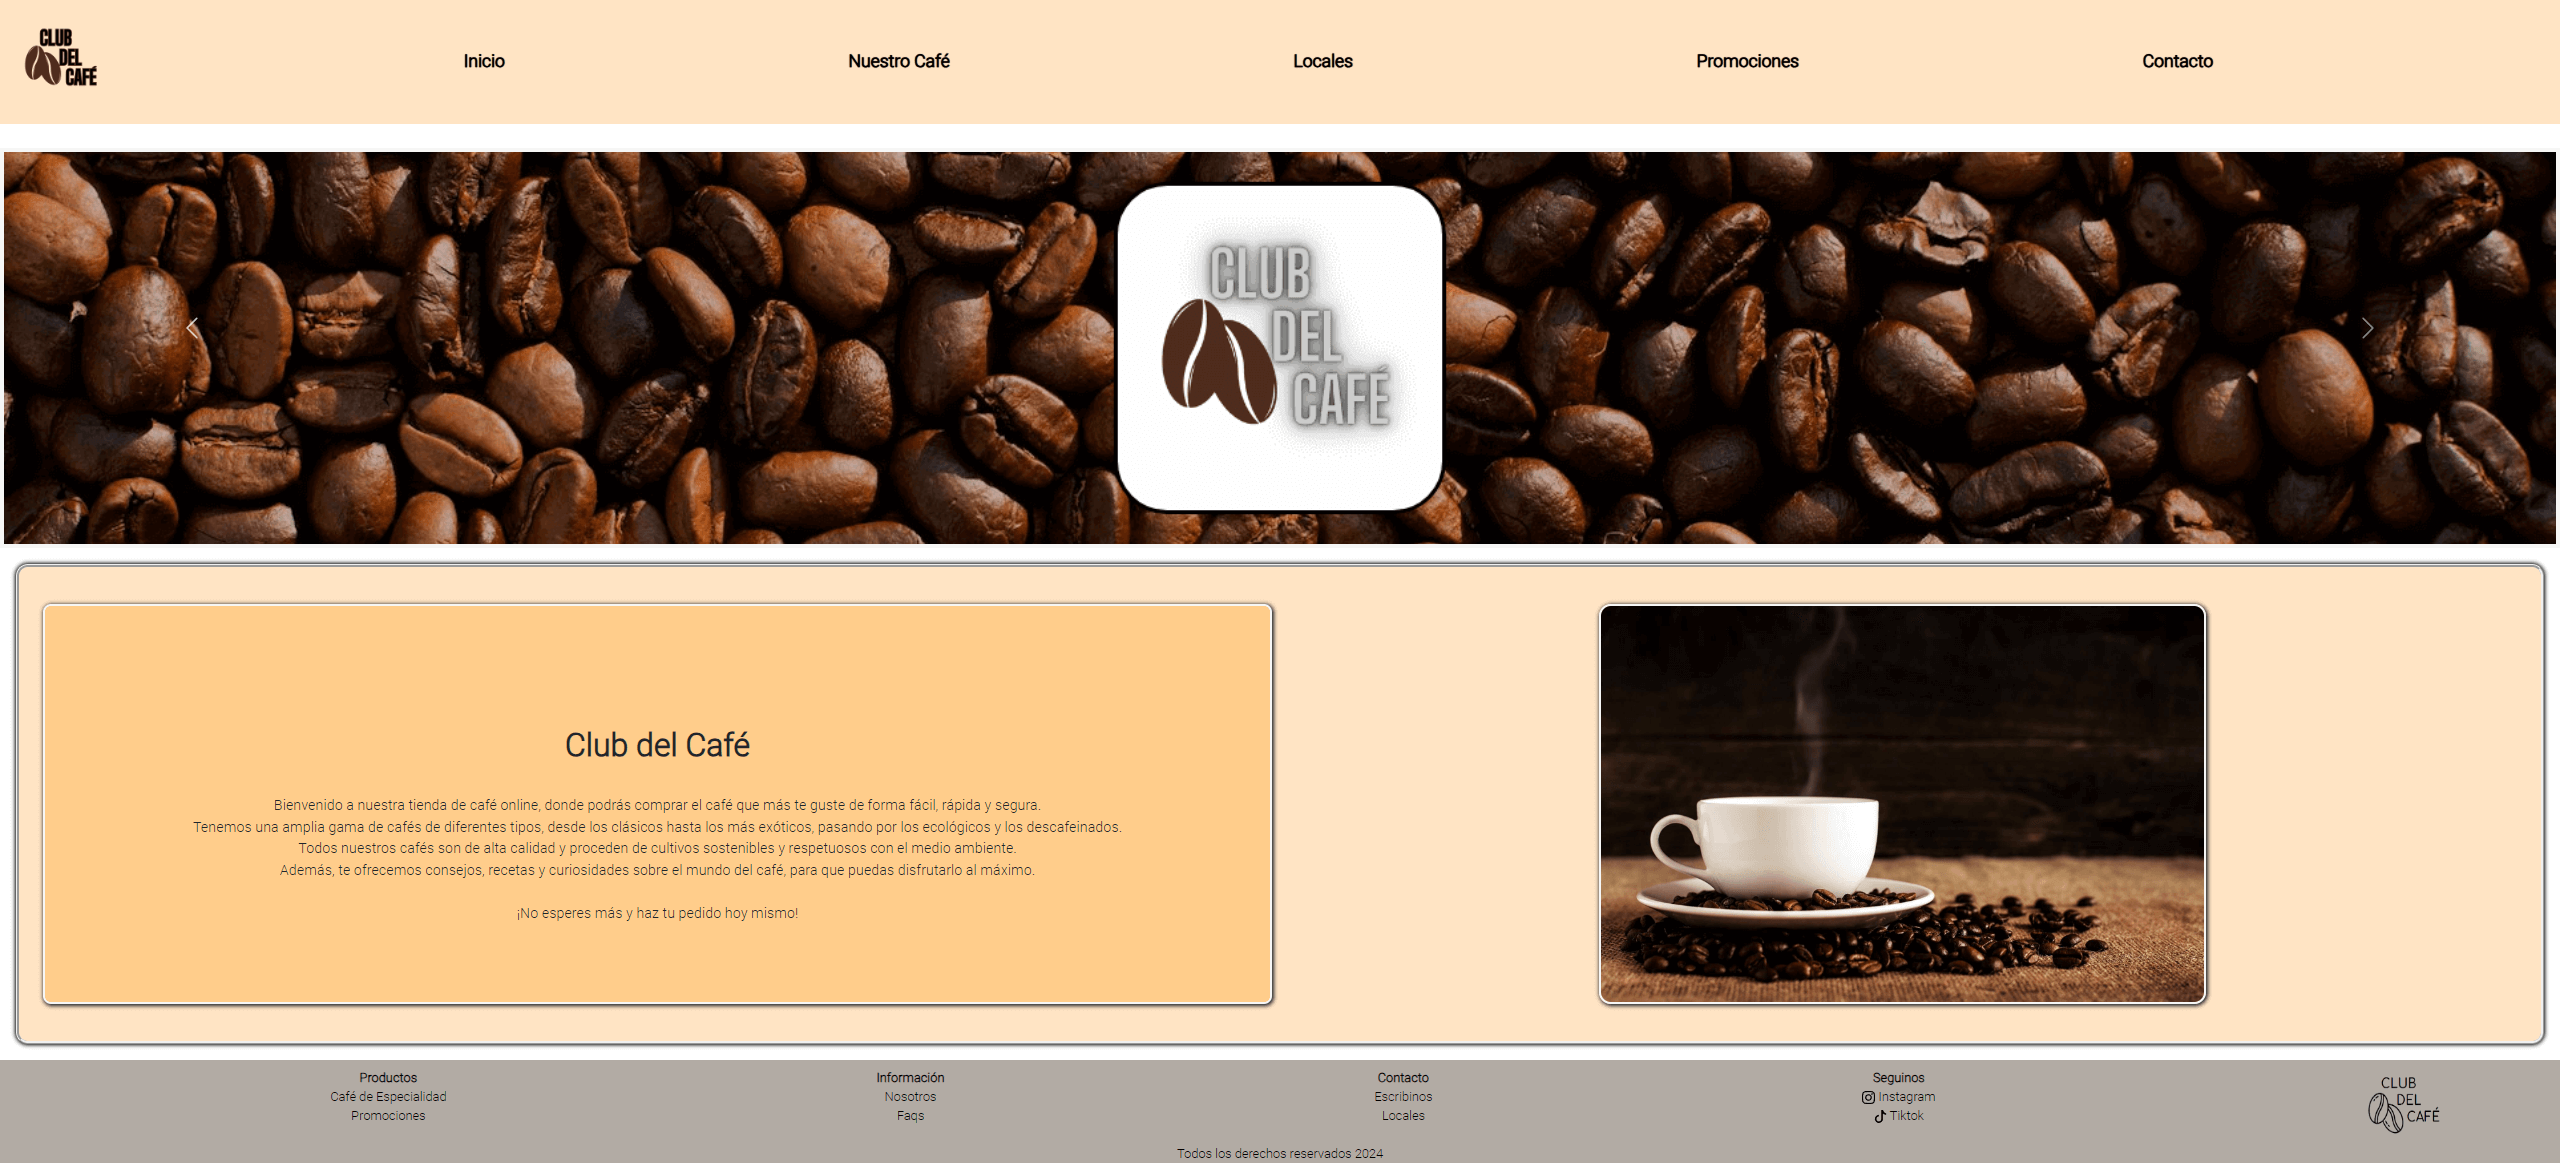 CLUB
DEL
CAFÉ
Inicio
Nuestro Café
Locales
Promociones
Contacto
CLUB
DEL
CAFÉ
Club del Café
Bienvenido a nuestra tienda de café online, donde podrás comprar el café que más te guste de forma fácil, rápida y segura.
Tenemos una amplia gama de cafés de diferentes tipos, desde los clásicos hasta los más exóticos, pasando por los ecológicos y los descafeinados.
Todos nuestros cafés son de alta calidad y proceden de cultivos sostenibles y respetuosos con el medio ambiente.
Además, te ofrecemos consejos, recetas y curiosidades sobre el mundo del café, para que puedas disfrutarlo al máximo.
¡No esperes más y haz tu pedido hoy mismo!
Productos
Café de Especialidad
Promociones
Información
Nosotros
Faqs
Contacto
Escribinos
Locales
Seguinos
Instagram
Tiktok
CLUB
DEL
CAFÉ
Todos los derechos reservados 2024